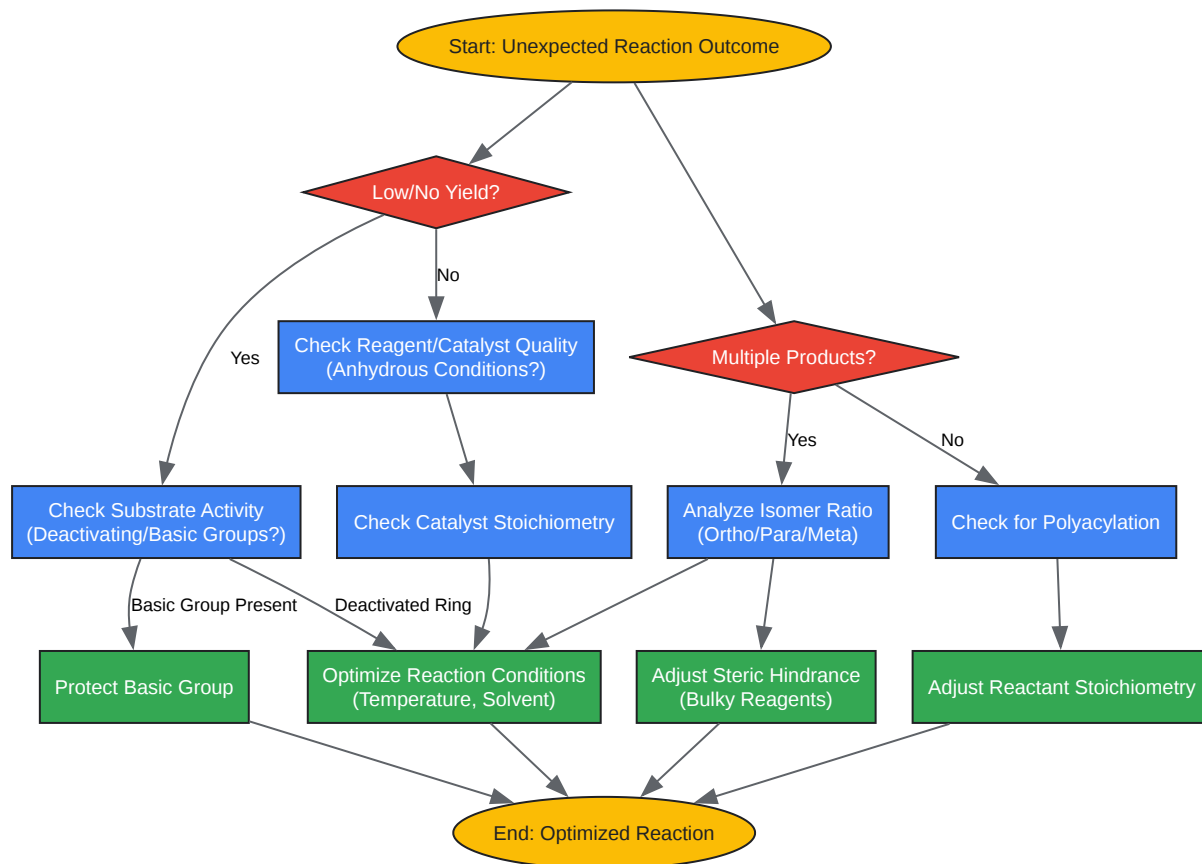 Start: Unexpected Reaction Outcome
Low/No Yield?
No
Yes
Check Reagent/Catalyst Quality
(Anhydrous Conditions?)
Multiple Products?
Yes
No
Check Substrate Activity
(Deactivating/Basic Groups?)
Check Catalyst Stoichiometry
Analyze Isomer Ratio
(Ortho/Para/Meta)
Check for Polyacylation
Basic Group Present
Deactivated Ring
Protect Basic Group
Optimize Reaction Conditions
(Temperature, Solvent)
Adjust Steric Hindrance
(Bulky Reagents)
Adjust Reactant Stoichiometry
End: Optimized Reaction